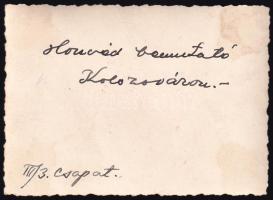 Honvéd bemutató
Kolozsváron.-
III/3. csapat.